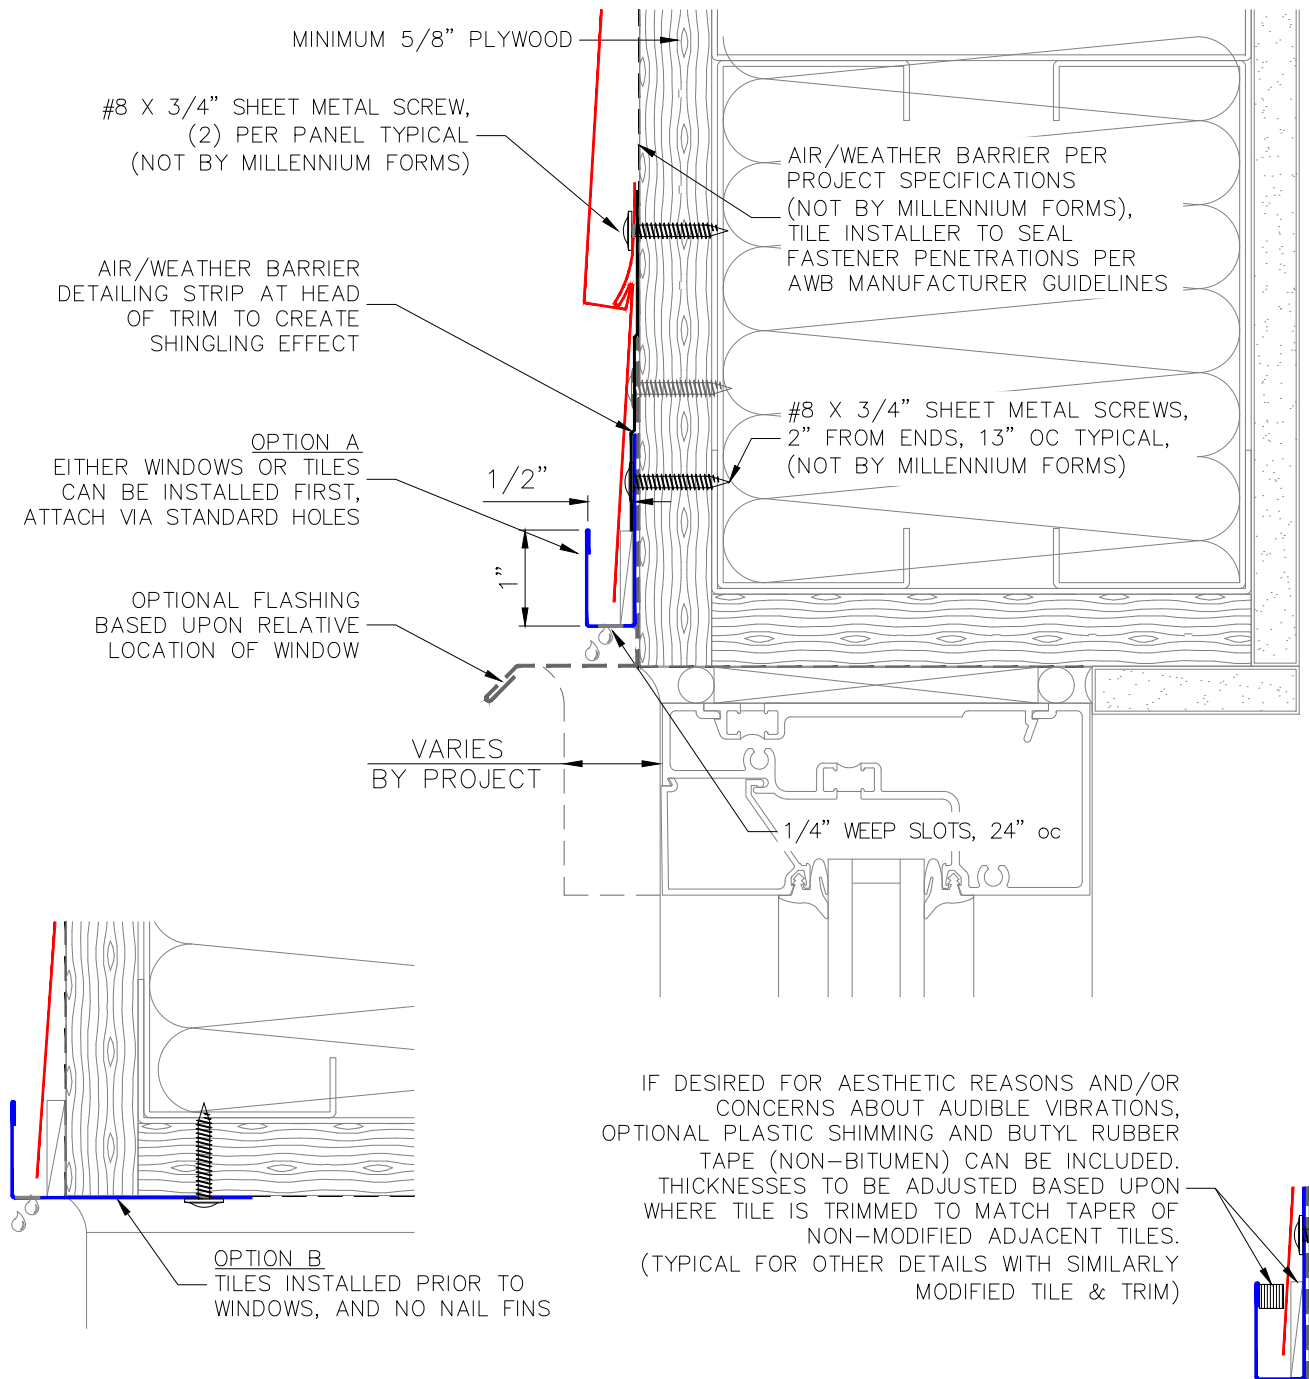 MINIMUM 5/8" PLYWOOD
#8 X 3/4" SHEET METAL SCREW,
(2) PER PANEL TYPICAL
(NOT BY MILLENNIUM FORMS)
AIR/WEATHER BARRIER PER
PROJECT SPECIFICATIONS
(NOT BY MILLENNIUM FORMS),
TILE INSTALLER TO SEAL
FASTENER PENETRATIONS PER
AWB MANUFACTURER GUIDELINES
AIR/WEATHER BARRIER
DETAILING STRIP AT HEAD
OF TRIM TO CREATE
SHINGLING EFFECT
#8 X 3/4" SHEET METAL SCREWS,
2" FROM ENDS, 13" OC TYPICAL,
(NOT BY MILLENNIUM FORMS)
OPTION A
EITHER WINDOWS OR TILES
CAN BE INSTALLED FIRST,
ATTACH VIA STANDARD HOLES
1/2"
1"
OPTIONAL FLASHING
BASED UPON RELATIVE
LOCATION OF WINDOW
VARIES
BY PROJECT
1/4" WEEP SLOTS, 24" oc
IF DESIRED FOR AESTHETIC REASONS AND/OR
CONCERNS ABOUT AUDIBLE VIBRATIONS,
OPTIONAL PLASTIC SHIMMING AND BUTYL RUBBER
TAPE (NON-BITUMEN) CAN BE INCLUDED.
THICKNESSES TO BE ADJUSTED BASED UPON
WHERE TILE IS TRIMMED TO MATCH TAPER OF
NON-MODIFIED ADJACENT TILES.
(TYPICAL FOR OTHER DETAILS WITH SIMILARLY
MODIFIED TILE & TRIM)
OPTION B
TILES INSTALLED PRIOR TO
WINDOWS, AND NO NAIL FINS